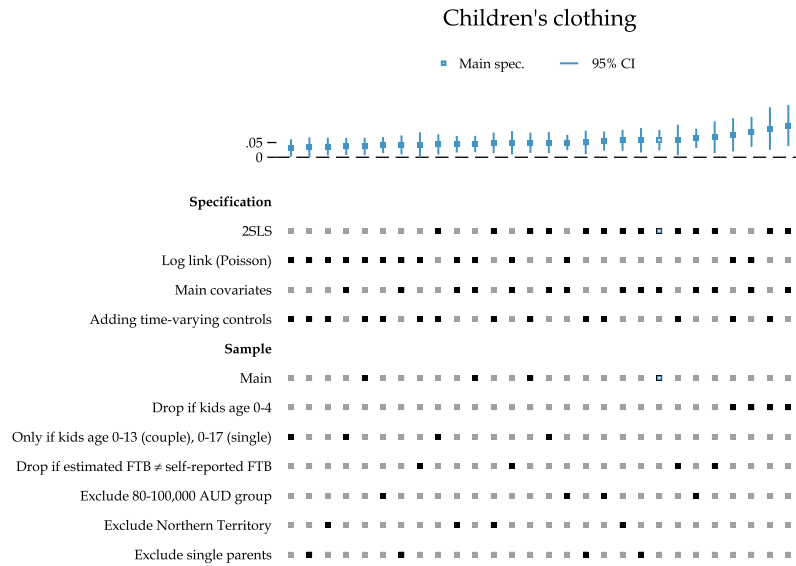 Children's clothing
Main spec. 95% CI
.05
0
Specification
2SLS
Log link (Poisson)
Main covariates
Adding time-varying controls
Sample
Main
Drop if kids age 0-4
Only if kids age 0-13 (couple), 0-17 (single)
Drop if estimated FTB ≠ self-reported FTB
Exclude 80-100,000 AUD group
Exclude Northern Territory
Exclude single parents